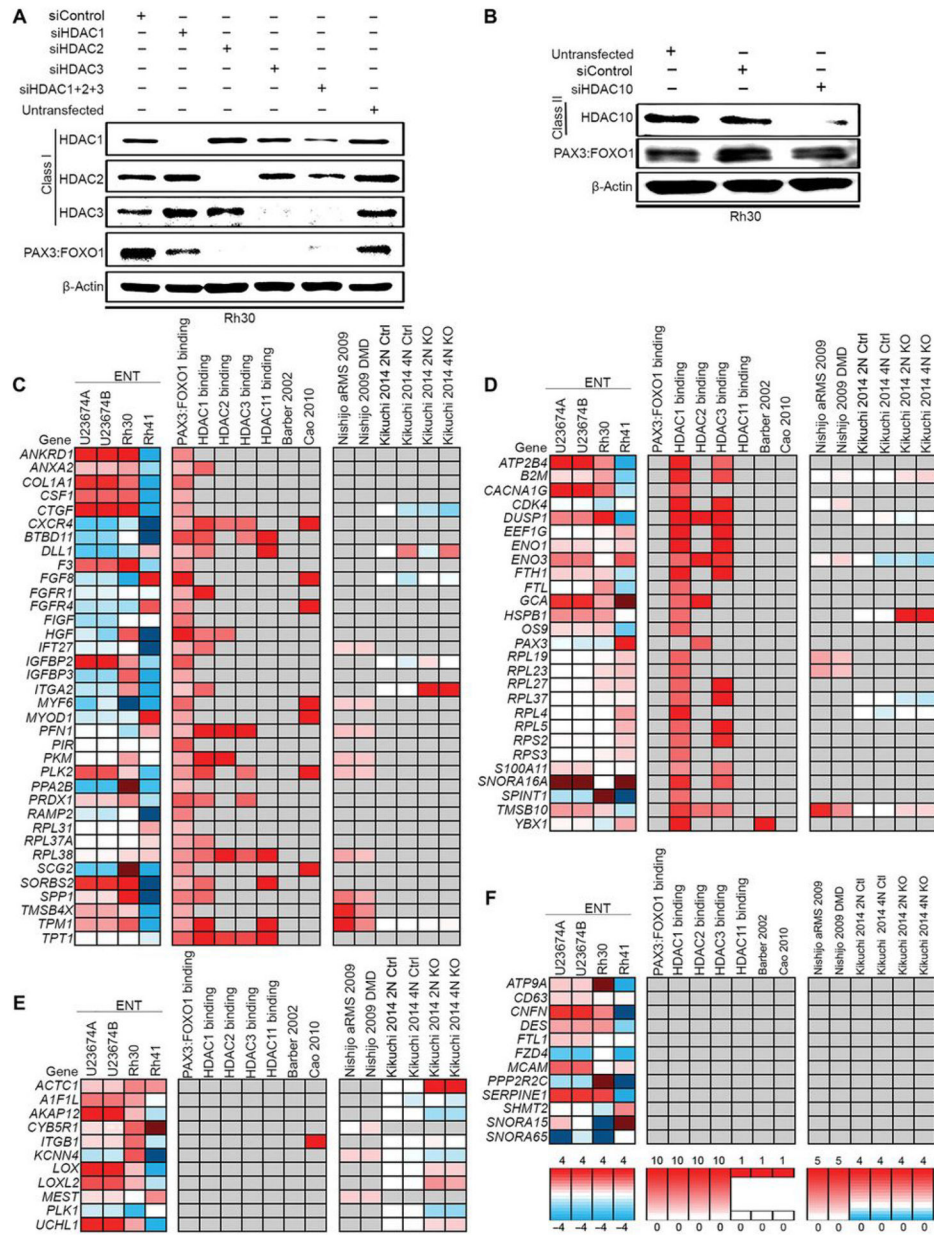 A
siControl + – – – – –
siHDAC1 – + – – – –
siHDAC2 – – + – – –
siHDAC3 – – – + – –
siHDAC1+2+3 – – – – + –
Untransfected – – – – – +
Class I
HDAC1
HDAC2
HDAC3
PAX3:FOXO1
β-Actin
Rh30
B
Untransfected + – –
siControl – + –
siHDAC10 – – +
Class II
HDAC10
PAX3:FOXO1
β-Actin
Rh30
C
ENT
Gene
U23674A
U23674B
Rh30
Rh41
PAX3:FOXO1 binding
HDAC1 binding
HDAC2 binding
HDAC3 binding
HDAC11 binding
Barber 2002
Cao 2010
Nishijo aRMS 2009
Nishijo 2009 DMD
Kikuchi 2014 2N Ctrl
Kikuchi 2014 4N Ctrl
Kikuchi 2014 2N KO
Kikuchi 2014 4N KO
ANKRD1
ANXA2
COL1A1
CSF1
CTGF
CXCR4
BTBD11
DLL1
F3
FGF8
FGFR1
FGFR4
FIGF
HGF
IFT27
IGFBP2
IGFBP3
ITGA2
MYF6
MYOD1
PFN1
PIR
PKM
PLK2
PPA2B
PRDX1
RAMP2
RPL31
RPL37A
RPL38
SCG2
SORBS2
SPP1
TMSB4X
TPM1
TPT1
D
ENT
Gene
U23674A
U23674B
Rh30
Rh41
PAX3:FOXO1 binding
HDAC1 binding
HDAC2 binding
HDAC3 binding
HDAC11 binding
Barber 2002
Cao 2010
Nishijo aRMS 2009
Nishijo 2009 DMD
Kikuchi 2014 2N Ctrl
Kikuchi 2014 4N Ctrl
Kikuchi 2014 2N KO
Kikuchi 2014 4N KO
ATP2B4
B2M
CACNA1G
CDK4
DUSP1
EEF1G
ENO1
ENO3
FTH1
FTL
GCA
HSPB1
OS9
PAX3
RPL19
RPL23
RPL27
RPL37
RPL4
RPL5
RPS2
RPS3
S100A11
SNORA16A
SPINT1
TMSB10
YBX1
E
ENT
Gene
U23674A
U23674B
Rh30
Rh41
PAX3:FOXO1 binding
HDAC1 binding
HDAC2 binding
HDAC3 binding
HDAC11 binding
Barber 2002
Cao 2010
Nishijo aRMS 2009
Nishijo 2009 DMD
Kikuchi 2014 2N Ctrl
Kikuchi 2014 4N Ctrl
Kikuchi 2014 2N KO
Kikuchi 2014 4N KO
ACTC1
A1F1L
AKAP12
CYB5R1
ITGB1
KCNN4
LOX
LOXL2
MEST
PLK1
UCHL1
F
ENT
Gene
U23674A
U23674B
Rh30
Rh41
PAX3:FOXO1 binding
HDAC1 binding
HDAC2 binding
HDAC3 binding
HDAC11 binding
Barber 2002
Cao 2010
Nishijo aRMS 2009
Nishijo 2009 DMD
Kikuchi 2014 2N Ctl
Kikuchi 2014 4N Ctl
Kikuchi 2014 2N KO
Kikuchi 2014 4N KO
ATP9A
CD63
CNFN
DES
FTL1
FZD4
MCAM
PPP2R2C
SERPINE1
SHMT2
SNORA15
SNORA65
4 4 4 4 10 10 10 10 1 1 1 5 5 4 4 4 4
–4 –4 –4 –4 0 0 0 0 0 0 0 0 0 0 0 0 0